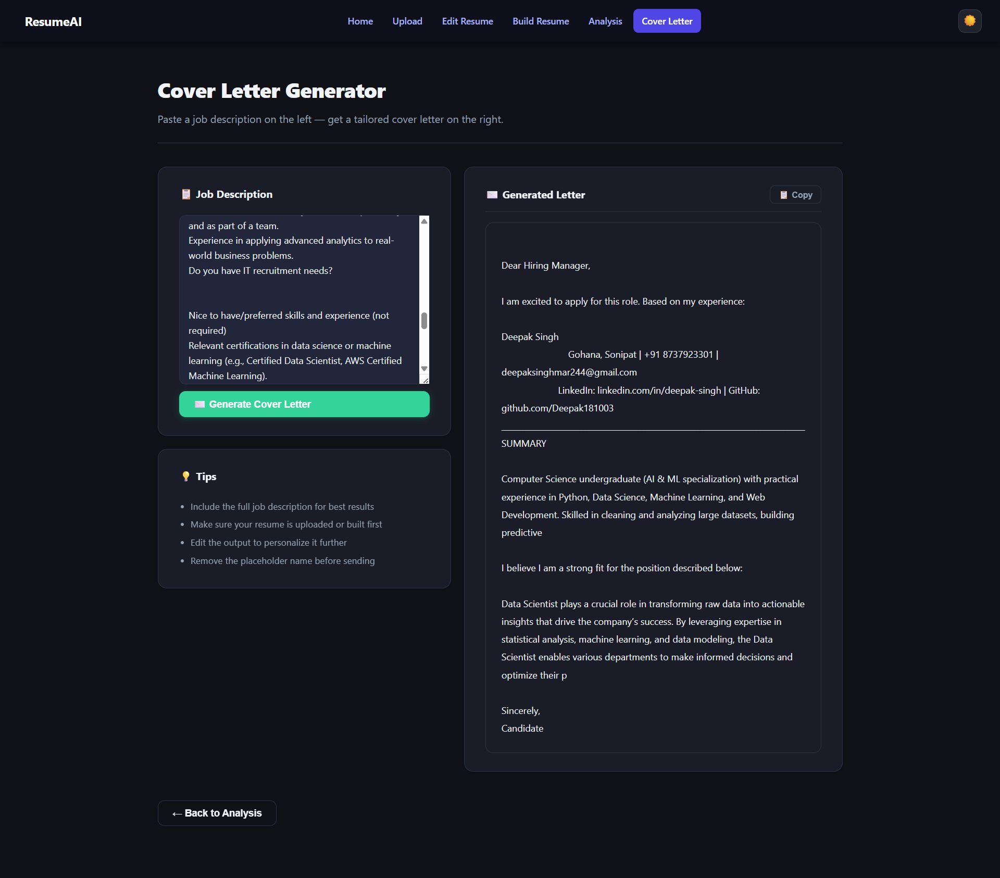 ResumeAI
Home
Upload
Edit Resume
Build Resume
Analysis
Cover Letter
Cover Letter Generator
Paste a job description on the left — get a tailored cover letter on the right.
Job Description
and as part of a team.
Experience in applying advanced analytics to real-
world business problems.
Do you have IT recruitment needs?
Nice to have/preferred skills and experience (not
required)
Relevant certifications in data science or machine
learning (e.g., Certified Data Scientist, AWS Certified
Machine Learning).
Generate Cover Letter
Tips
• Include the full job description for best results
• Make sure your resume is uploaded or built first
• Edit the output to personalize it further
• Remove the placeholder name before sending
Generated Letter
Copy
Dear Hiring Manager,
I am excited to apply for this role. Based on my experience:
Deepak Singh
Gohana, Sonipat | +91 8737923301 |
deepaksinghmar244@gmail.com
LinkedIn: linkedin.com/in/deepak-singh | GitHub:
github.com/Deepak181003
SUMMARY
Computer Science undergraduate (AI & ML specialization) with practical
experience in Python, Data Science, Machine Learning, and Web
Development. Skilled in cleaning and analyzing large datasets, building
predictive
I believe I am a strong fit for the position described below:
Data Scientist plays a crucial role in transforming raw data into actionable
insights that drive the company’s success. By leveraging expertise in
statistical analysis, machine learning, and data modeling, the Data
Scientist enables various departments to make informed decisions and
optimize their p
Sincerely,
Candidate
← Back to Analysis